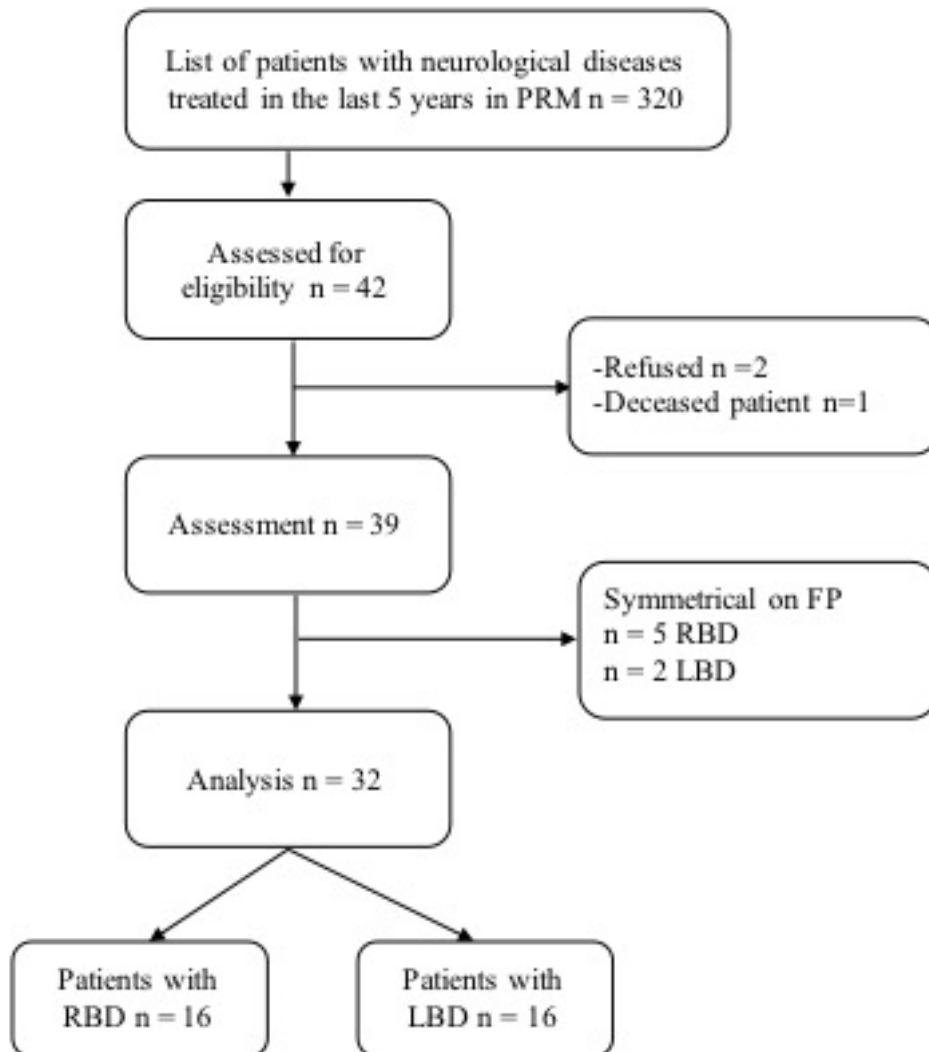 List of patients with neurological diseases
treated in the last 5 years in PRM n = 320
Assessed for
eligibility n = 42
-Refused n =2
-Deceased patient n=1
Assessment n = 39
Symmetrical on FP
n = 5 RBD
n = 2 LBD
Analysis n = 32
Patients with
RBD n = 16
Patients with
LBD n = 16